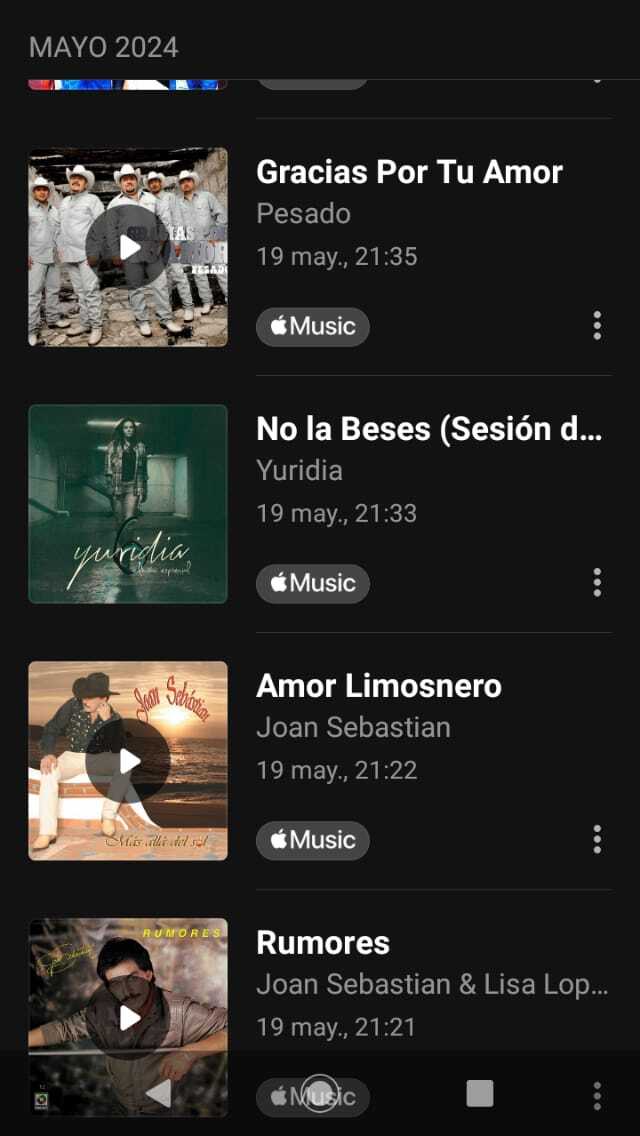 MAYO 2024
Gracias Por Tu Amor
Pesado
19 may., 21:35
Music
No la Beses (Sesión d...
Yuridia
19 may., 21:33
yuridia
6
Music
Joan Sebastian
Más allá del sol
Amor Limosnero
Joan Sebastian
19 may., 21:22
Music
RUMORES
Rumores
Joan Sebastian & Lisa Lop...
19 may., 21:21
Music